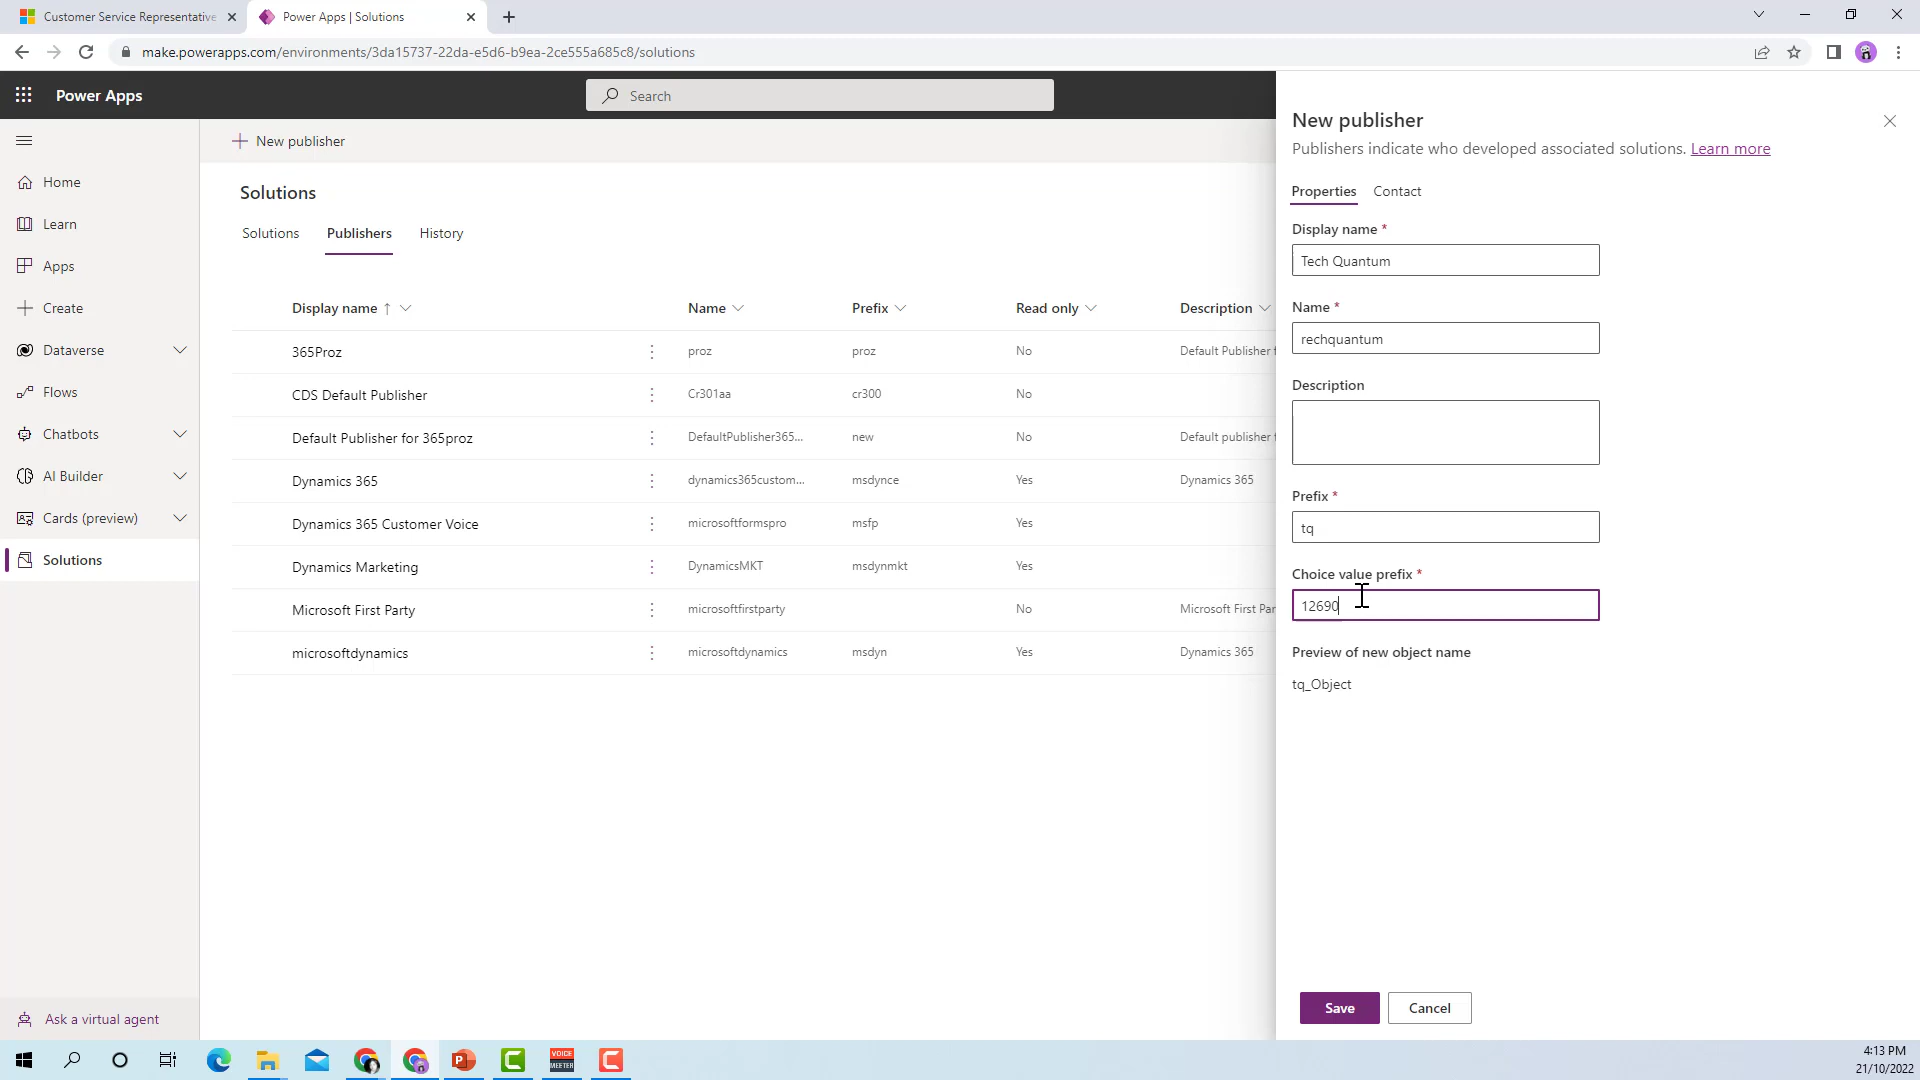 Customer Service Representative
Power Apps | Solutions
make.powerapps.com/environments/3da15737-22da-e5d6-b9ea-2ce555a685c8/solutions
Power Apps
Search
Home
Learn
Apps
Create
Dataverse
Flows
Chatbots
AI Builder
Cards (preview)
Solutions
Ask a virtual agent
New publisher
Solutions
Solutions Publishers History
Display name Name Prefix Read only Description
365Proz proz proz No Default Publisher f
CDS Default Publisher Cr301aa cr300 No
Default Publisher for 365proz DefaultPublisher365... new No Default publisher f
Dynamics 365 dynamics365custom... msdynce Yes Dynamics 365
Dynamics 365 Customer Voice microsoftformspro msfp Yes
Dynamics Marketing DynamicsMKT msdynmkt Yes
Microsoft First Party microsoftfirstparty No Microsoft First Par
microsoftdynamics microsoftdynamics msdyn Yes Dynamics 365
New publisher
Publishers indicate who developed associated solutions. Learn more
Properties Contact
Display name *
Tech Quantum
Name *
rechquantum
Description
Prefix *
tq
Choice value prefix *
12690
Preview of new object name
tq_Object
Save Cancel
VOICE
MEETER
4:13 PM
21/10/2022